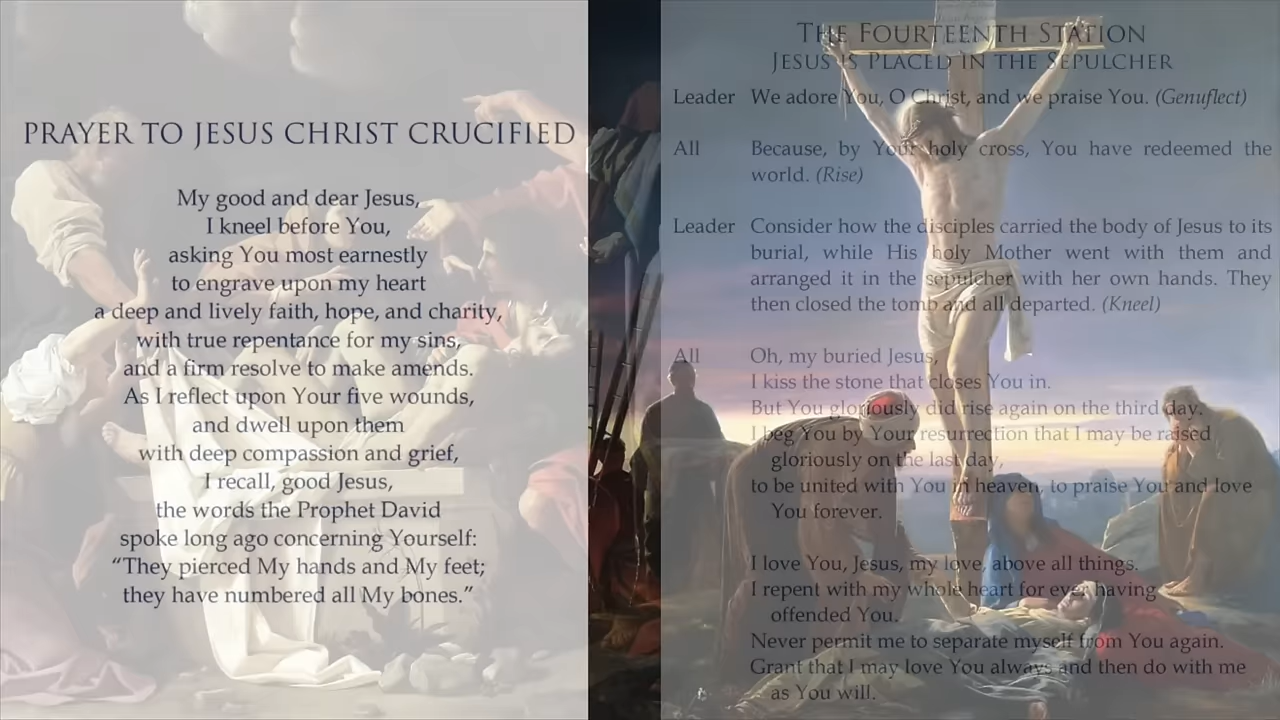 PRAYER TO JESUS CHRIST CRUCIFIED
My good and dear Jesus,
I kneel before You,
asking You most earnestly
to engrave upon my heart
a deep and lively faith, hope, and charity,
with true repentance for my sins,
and a firm resolve to make amends.
As I reflect upon Your five wounds,
and dwell upon them
with deep compassion and grief,
I recall, good Jesus,
the words the Prophet David
spoke long ago concerning Yourself:
“They pierced My hands and My feet;
they have numbered all My bones.”
THE FOURTEENTH STATION
JESUS IS PLACED IN THE SEPULCHER
Leader We adore You, O Christ, and we praise You. (Genuflect)
All Because, by Your holy cross, You have redeemed the
world. (Rise)
Leader Consider how the disciples carried the body of Jesus to its
burial, while His holy Mother went with them and
arranged it in the sepulcher with her own hands. They
then closed the tomb and all departed. (Kneel)
All Oh, my buried Jesus,
I kiss the stone that closes You in.
But You gloriously did rise again on the third day.
I beg You by Your resurrection that I may be raised
gloriously on the last day,
to be united with You in heaven, to praise You and love
You forever.
I love You, Jesus, my love, above all things.
I repent with my whole heart for ever having
offended You.
Never permit me to separate myself from You again.
Grant that I may love You always and then do with me
as You will.